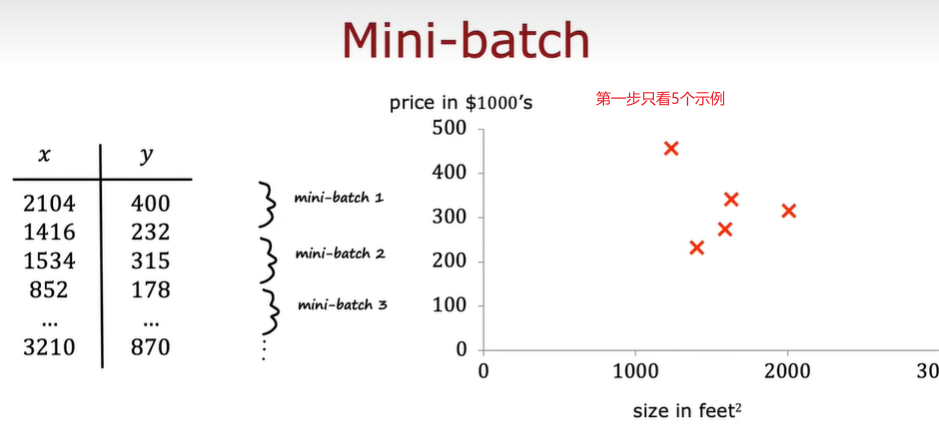 Mini-batch
x y
2104 400
1416 232
1534 315
852 178
... ...
3210 870
mini-batch 1
mini-batch 2
mini-batch 3
price in $1000's
第一步只看5个示例
500
400
300
200
100
0
0 1000 2000 30
size in feet²